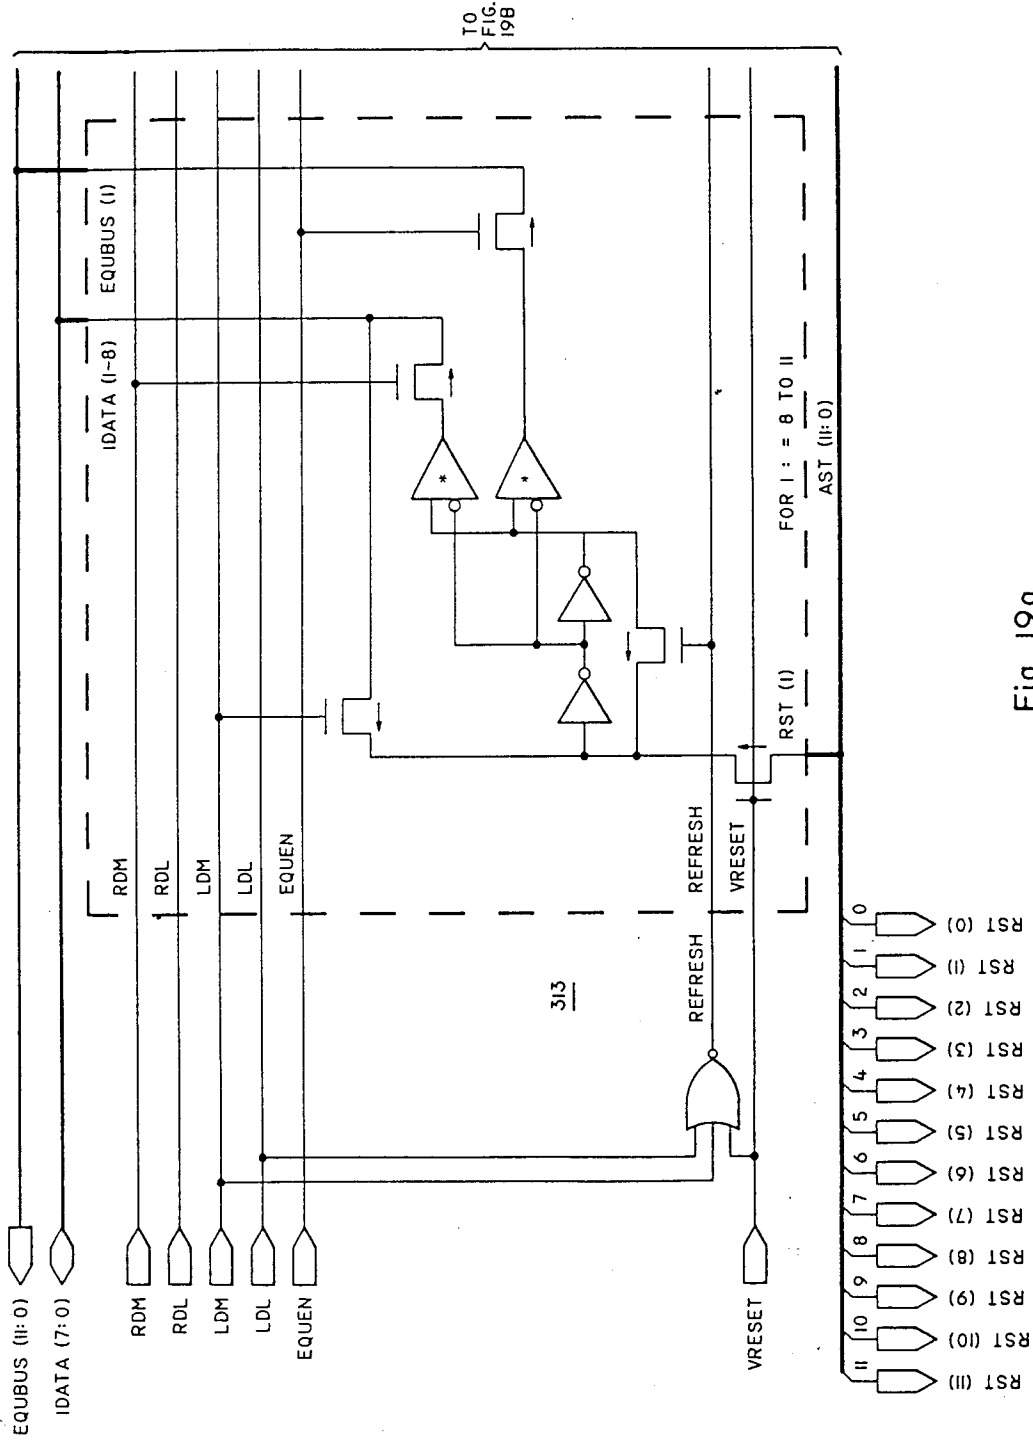 TO
FIG.
19B
EQUBUS (I)
IDATA (I~8)
FOR I : = 8 TO II
AST (II: 0)
RST (I)
RDM
RDL
LDM
LDL
EQUEN
REFRESH
VRESET
313
REFRESH
EQUBUS (II: 0)
IDATA (7: 0)
RDM
RDL
LDM
LDL
EQUEN
VRESET
*
*
0
1
2
3
4
5
6
7
8
9
10
11
RST (0)
RST (1)
RST (2)
RST (3)
RST (4)
RST (5)
RST (6)
RST (7)
RST (8)
RST (9)
RST (10)
RST (11)
Fig. 19a